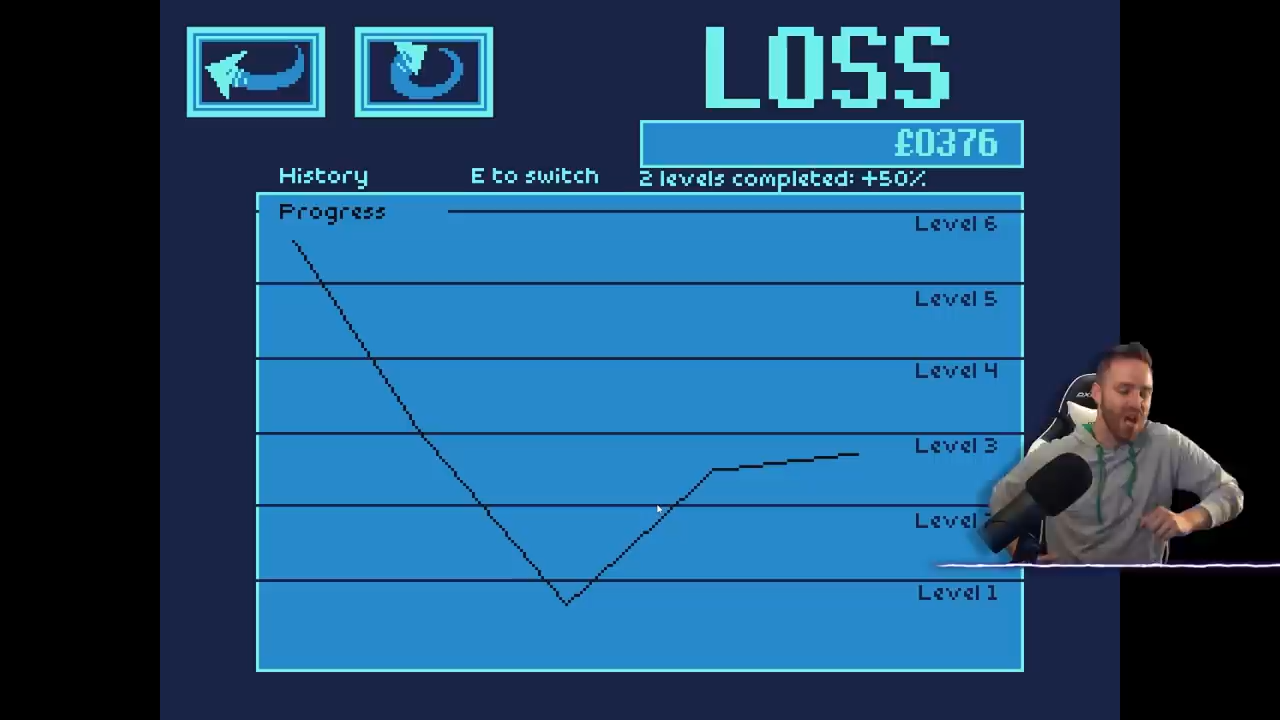 LOSS
£0376
History
E to switch
2 levels completed: +50%
Progress
Level 6
Level 5
Level 4
Level 3
Level
Level 1